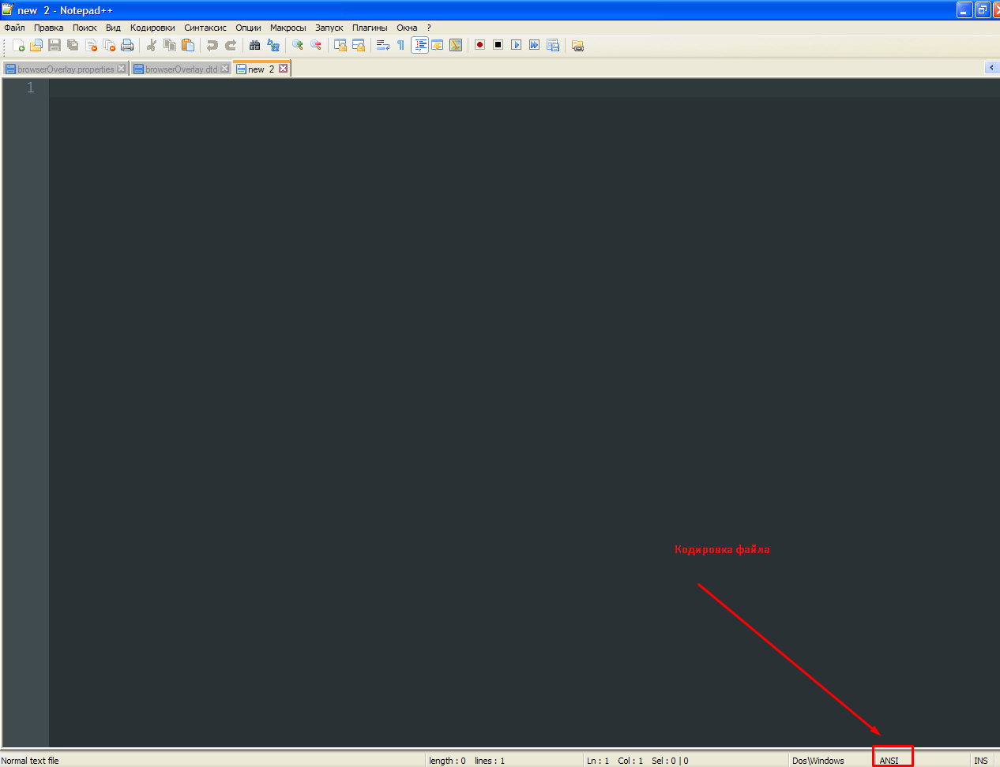 new 2 - Notepad++
Файл Правка Поиск Вид Кодировки Синтаксис Опции Макросы Запуск Плагины Окна ?
browserOverlay.properties browserOverlay.dtd new 2
1
Кодировка файла
Normal text file length : 0 lines : 1 Ln : 1 Col : 1 Sel : 0 | 0 Dos\Windows ANSI INS